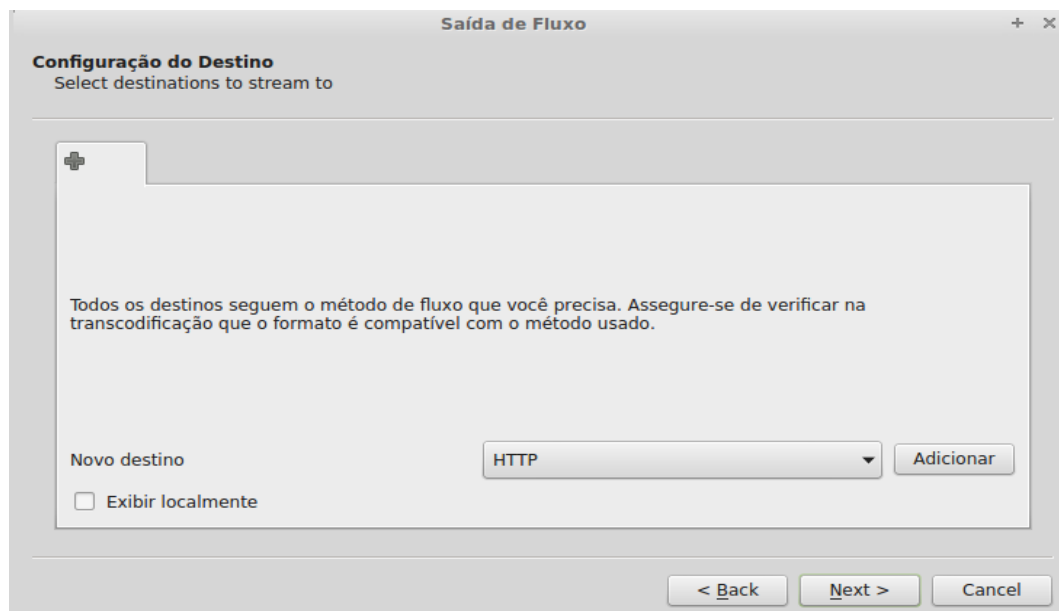 Saída de Fluxo
Configuração do Destino
Select destinations to stream to
Todos os destinos seguem o método de fluxo que você precisa. Assegure-se de verificar na
transcodificação que o formato é compatível com o método usado.
Novo destino
HTTP
Adicionar
Exibir localmente
< Back
Next >
Cancel